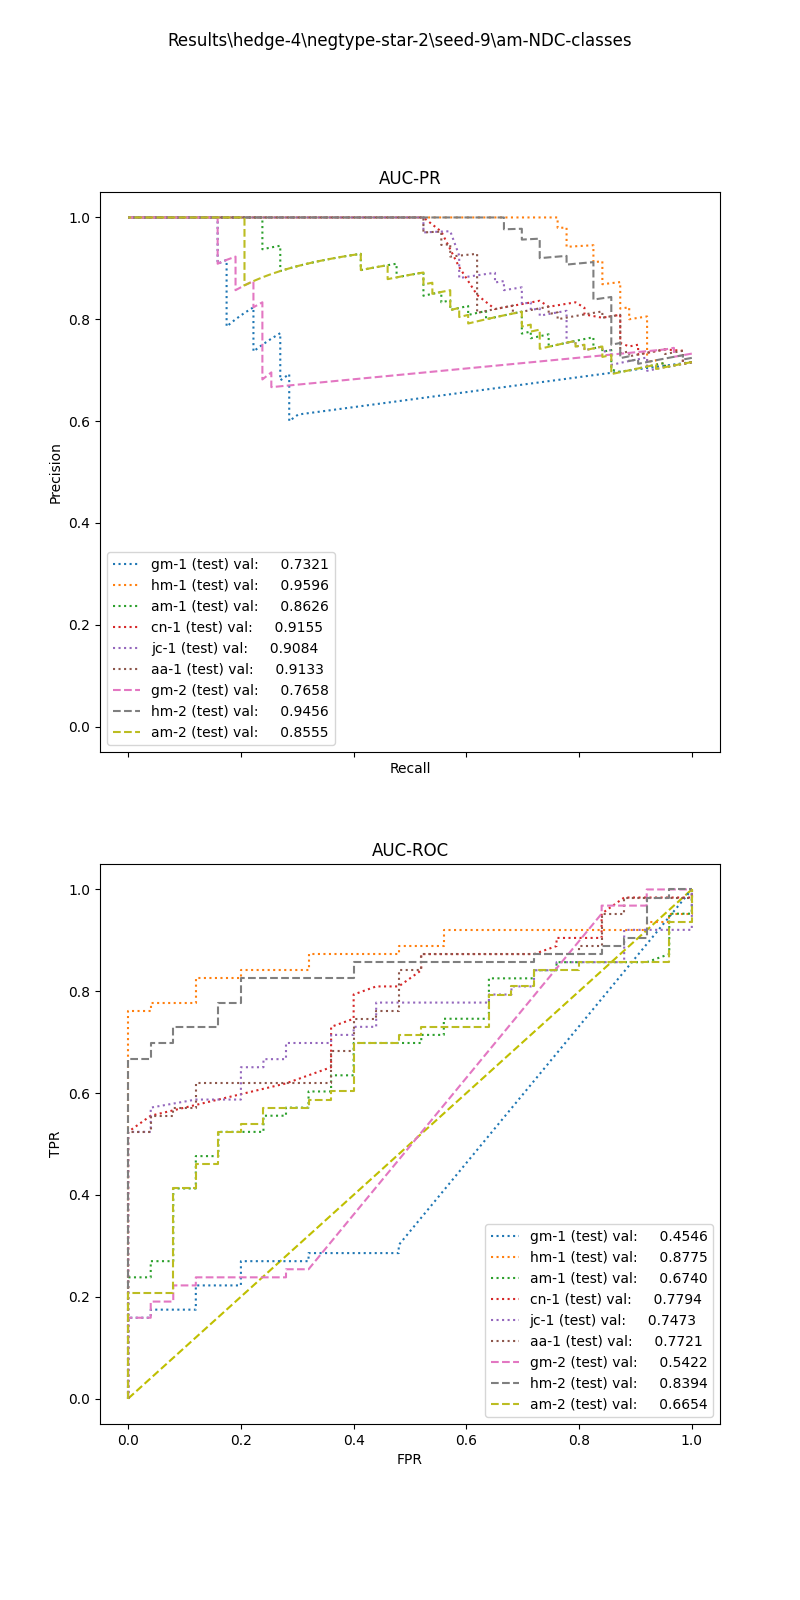 Results\hedge-4\negtype-star-2\seed-9\am-NDC-classes
AUC-PR
1.0
0.8
0.6
0.4
0.2
0.0
Precision
gm-1 (test) val: 0.7321
hm-1 (test) val: 0.9596
am-1 (test) val: 0.8626
cn-1 (test) val: 0.9155
jc-1 (test) val: 0.9084
aa-1 (test) val: 0.9133
gm-2 (test) val: 0.7658
hm-2 (test) val: 0.9456
am-2 (test) val: 0.8555
Recall
AUC-ROC
1.0
0.8
0.6
0.4
0.2
0.0
TPR
gm-1 (test) val: 0.4546
hm-1 (test) val: 0.8775
am-1 (test) val: 0.6740
cn-1 (test) val: 0.7794
jc-1 (test) val: 0.7473
aa-1 (test) val: 0.7721
gm-2 (test) val: 0.5422
hm-2 (test) val: 0.8394
am-2 (test) val: 0.6654
0.0 0.2 0.4 0.6 0.8 1.0
FPR